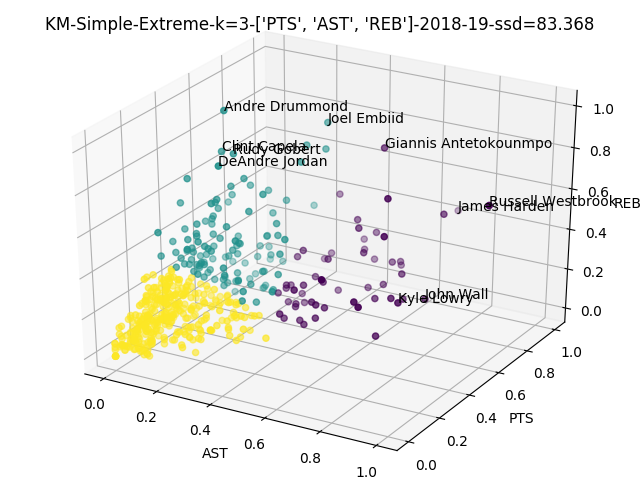 KM-Simple-Extreme-k=3-['PTS', 'AST', 'REB']-2018-19-ssd=83.368
Andre Drummond
Joel Embiid
Clint Capela
Rudy Gobert
Giannis Antetokounmpo
DeAndre Jordan
James Harden
Russell Westbrook
John Wall
Kyle Lowry
1.0
0.8
0.6
0.4
0.2
0.0
REB
0.0
0.2
0.4
0.6
0.8
1.0
AST
0.0
0.2
0.4
0.6
0.8
1.0
PTS